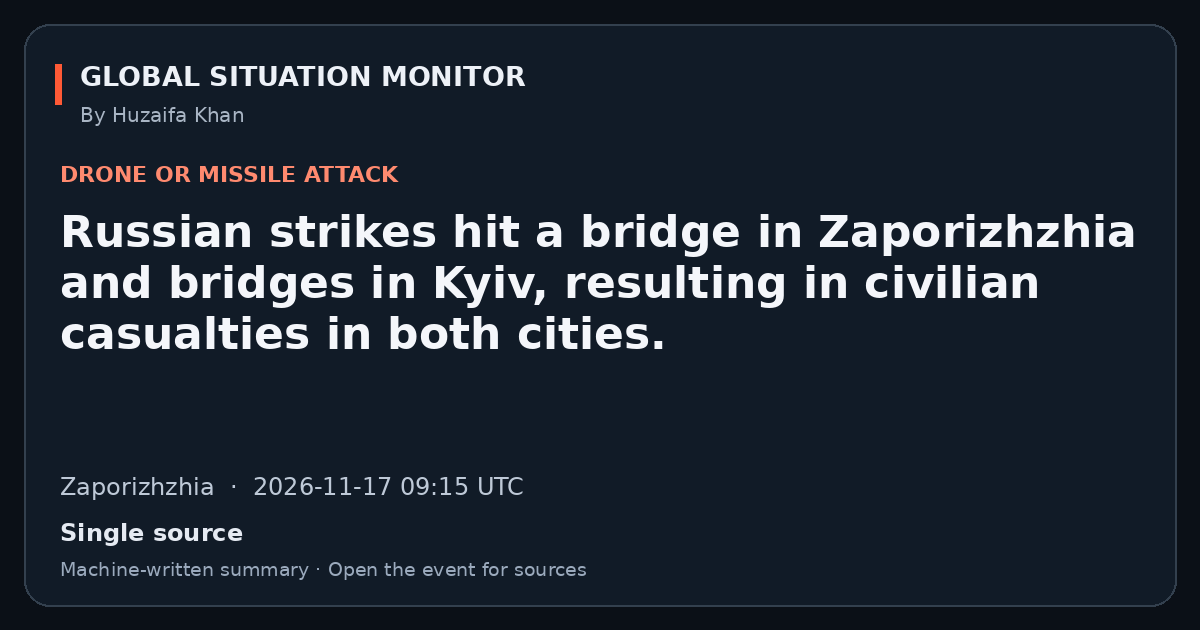 GLOBAL SITUATION MONITOR
By Huzaifa Khan
DRONE OR MISSILE ATTACK
Russian strikes hit a bridge in Zaporizhzhia
and bridges in Kyiv, resulting in civilian
casualties in both cities.
Zaporizhzhia · 2026-11-17 09:15 UTC
Single source
Machine-written summary · Open the event for sources